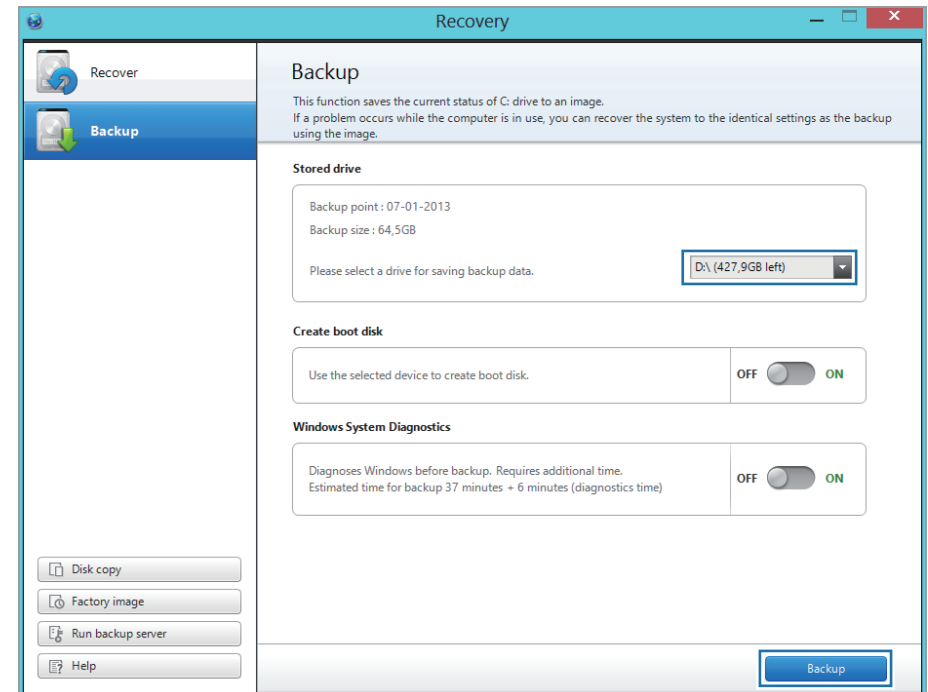 Recovery
Recover
Backup
Backup
This function saves the current status of C: drive to an image.
If a problem occurs while the computer is in use, you can recover the system to the identical settings as the backup
using the image.
Stored drive
Backup point : 07-01-2013
Backup size : 64,5GB
Please select a drive for saving backup data.
D:\ (427,9GB left)
Create boot disk
Use the selected device to create boot disk.
OFF ON
Windows System Diagnostics
Diagnoses Windows before backup. Requires additional time.
Estimated time for backup 37 minutes + 6 minutes (diagnostics time)
OFF ON
Disk copy
Factory image
Run backup server
Help
Backup